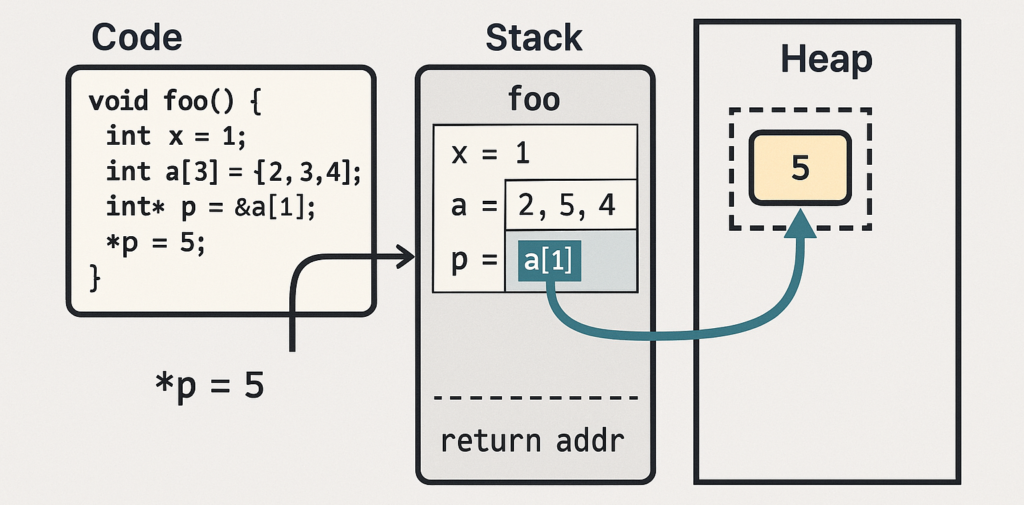 Code
void foo() {
int x = 1;
int a[3] = {2,3,4};
int* p = &a[1];
*p = 5;
}
*p = 5
Stack
foo
x = 1
a = 2, 5, 4
p = a[1]
return addr
Heap
5